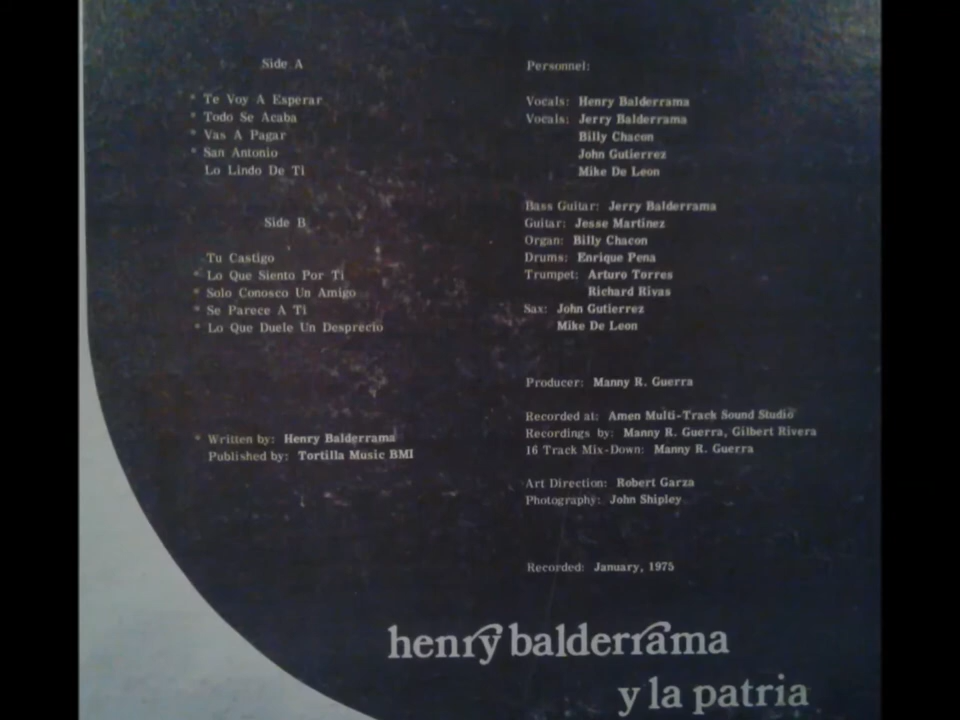 Side A
* Te Voy A Esperar
* Todo Se Acaba
* Vas A Pagar
* San Antonio
Lo Lindo De Ti
Side B
Tu Castigo
* Lo Que Siento Por Ti
* Solo Conosco Un Amigo
* Se Parece A Ti
* Lo Que Duele Un Desprecio
* Written by: Henry Balderrama
Published by: Tortilla Music BMI
Personnel:
Vocals: Henry Balderrama
Vocals: Jerry Balderrama
Billy Chacon
John Gutierrez
Mike De Leon
Bass Guitar: Jerry Balderrama
Guitar: Jesse Martinez
Organ: Billy Chacon
Drums: Enrique Pena
Trumpet: Arturo Torres
Richard Rivas
Sax: John Gutierrez
Mike De Leon
Producer: Manny R. Guerra
Recorded at: Amen Multi-Track Sound Studio
Recordings by: Manny R. Guerra, Gilbert Rivera
16 Track Mix-Down: Manny R. Guerra
Art Direction: Robert Garza
Photography: John Shipley
Recorded: January, 1975
henry balderrama
y la patria